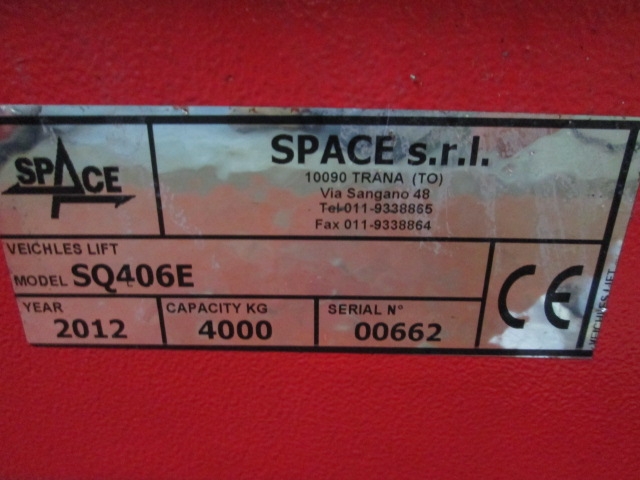 SPACE
SPACE s.r.l.
10090 TRANA (TO)
Via Sangano 48
Tel 011-9338865
Fax 011-9338864
VEICHLES LIFT
MODEL SQ406E
YEAR
2012
CAPACITY KG
4000
SERIAL N°
00662
CE
VEICHLES LIFT